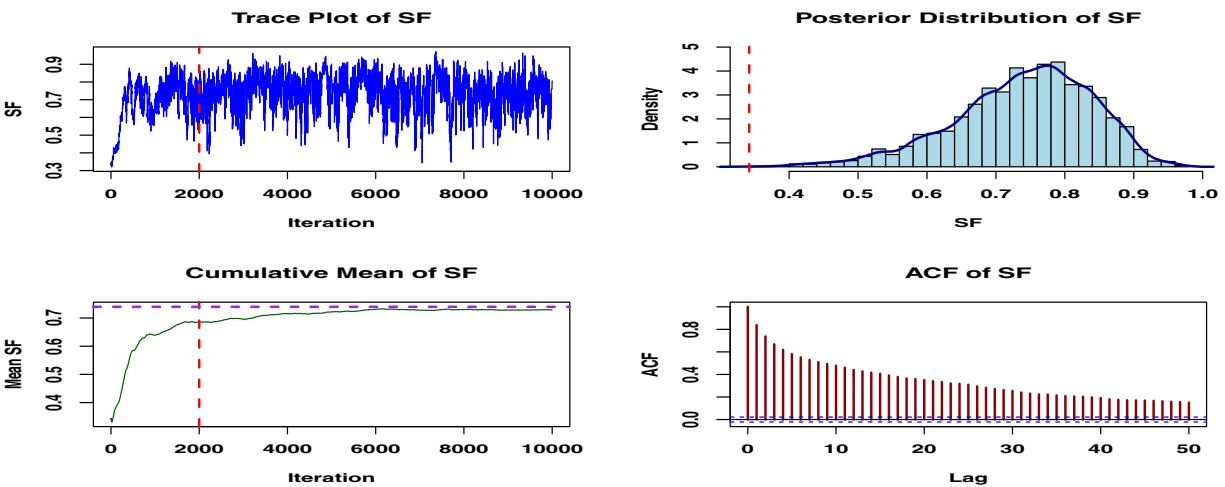 Trace Plot of SF
SF
0.3 0.5 0.7 0.9
0 2000 4000 6000 8000 10000
Iteration
Posterior Distribution of SF
Density
0 1 2 3 4 5
0.4 0.5 0.6 0.7 0.8 0.9 1.0
SF
Cumulative Mean of SF
Mean SF
0.4 0.5 0.6 0.7
0 2000 4000 6000 8000 10000
Iteration
ACF of SF
ACF
0.0 0.4 0.8
0 10 20 30 40 50
Lag